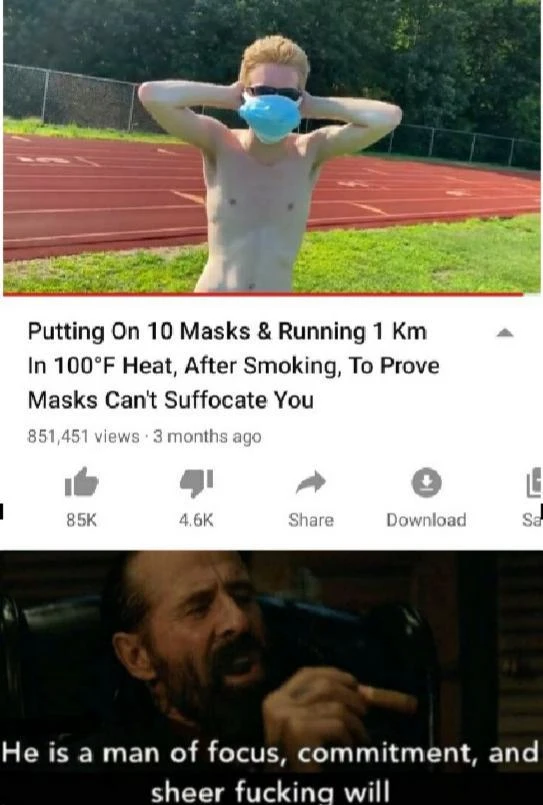 Putting On 10 Masks & Running 1 Km
In 100°F Heat, After Smoking, To Prove
Masks Can't Suffocate You
851,451 views · 3 months ago
85K 4.6K Share Download Sa
He is a man of focus, commitment, and
sheer fucking will